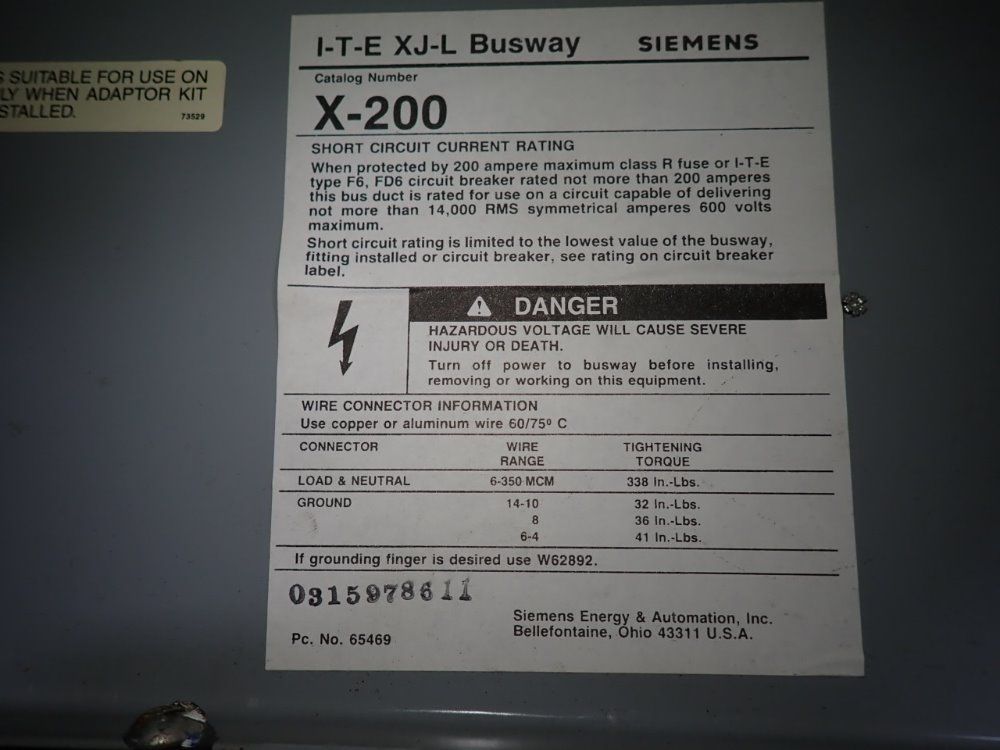 SUITABLE FOR USE ON
LY WHEN ADAPTOR KIT
STALLED.
73529
I-T-E XJ-L Busway SIEMENS
Catalog Number
X-200
SHORT CIRCUIT CURRENT RATING
When protected by 200 ampere maximum class R fuse or I-T-E
type F6, FD6 circuit breaker rated not more than 200 amperes
this bus duct is rated for use on a circuit capable of delivering
not more than 14,000 RMS symmetrical amperes 600 volts
maximum.
Short circuit rating is limited to the lowest value of the busway,
fitting installed or circuit breaker, see rating on circuit breaker
label.
DANGER
HAZARDOUS VOLTAGE WILL CAUSE SEVERE
INJURY OR DEATH.
Turn off power to busway before installing,
removing or working on this equipment.
WIRE CONNECTOR INFORMATION
Use copper or aluminum wire 60/75º C
CONNECTOR WIRE RANGE TIGHTENING TORQUE
LOAD & NEUTRAL 6-350 MCM 338 In.-Lbs.
GROUND 14-10 32 In.-Lbs.
8 36 In.-Lbs.
6-4 41 In.-Lbs.
If grounding finger is desired use W62892.
0315978611
Pc. No. 65469
Siemens Energy & Automation, Inc.
Bellefontaine, Ohio 43311 U.S.A.